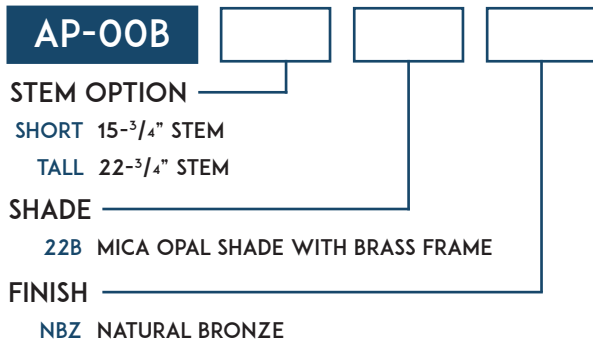 AP-00B
STEM OPTION
SHORT 15-3/4” STEM
TALL 22-3/4” STEM
SHADE
22B MICA OPAL SHADE WITH BRASS FRAME
FINISH
NBZ NATURAL BRONZE